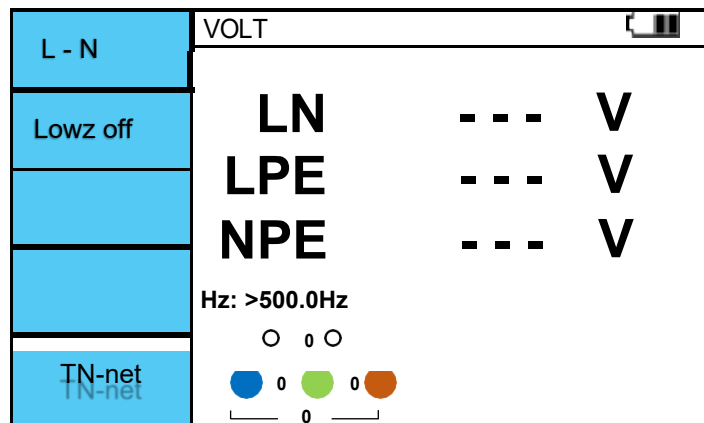 VOLT
L - N
Lowz off
LN --- V
LPE --- V
NPE --- V
Hz: >500.0Hz
0
TN-net
0 0
0